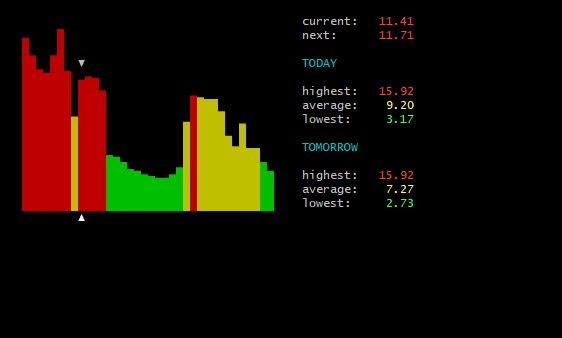 current: 11.41
next: 11.71
TODAY
highest: 15.92
average: 9.20
lowest: 3.17
TOMORROW
highest: 15.92
average: 7.27
lowest: 2.73